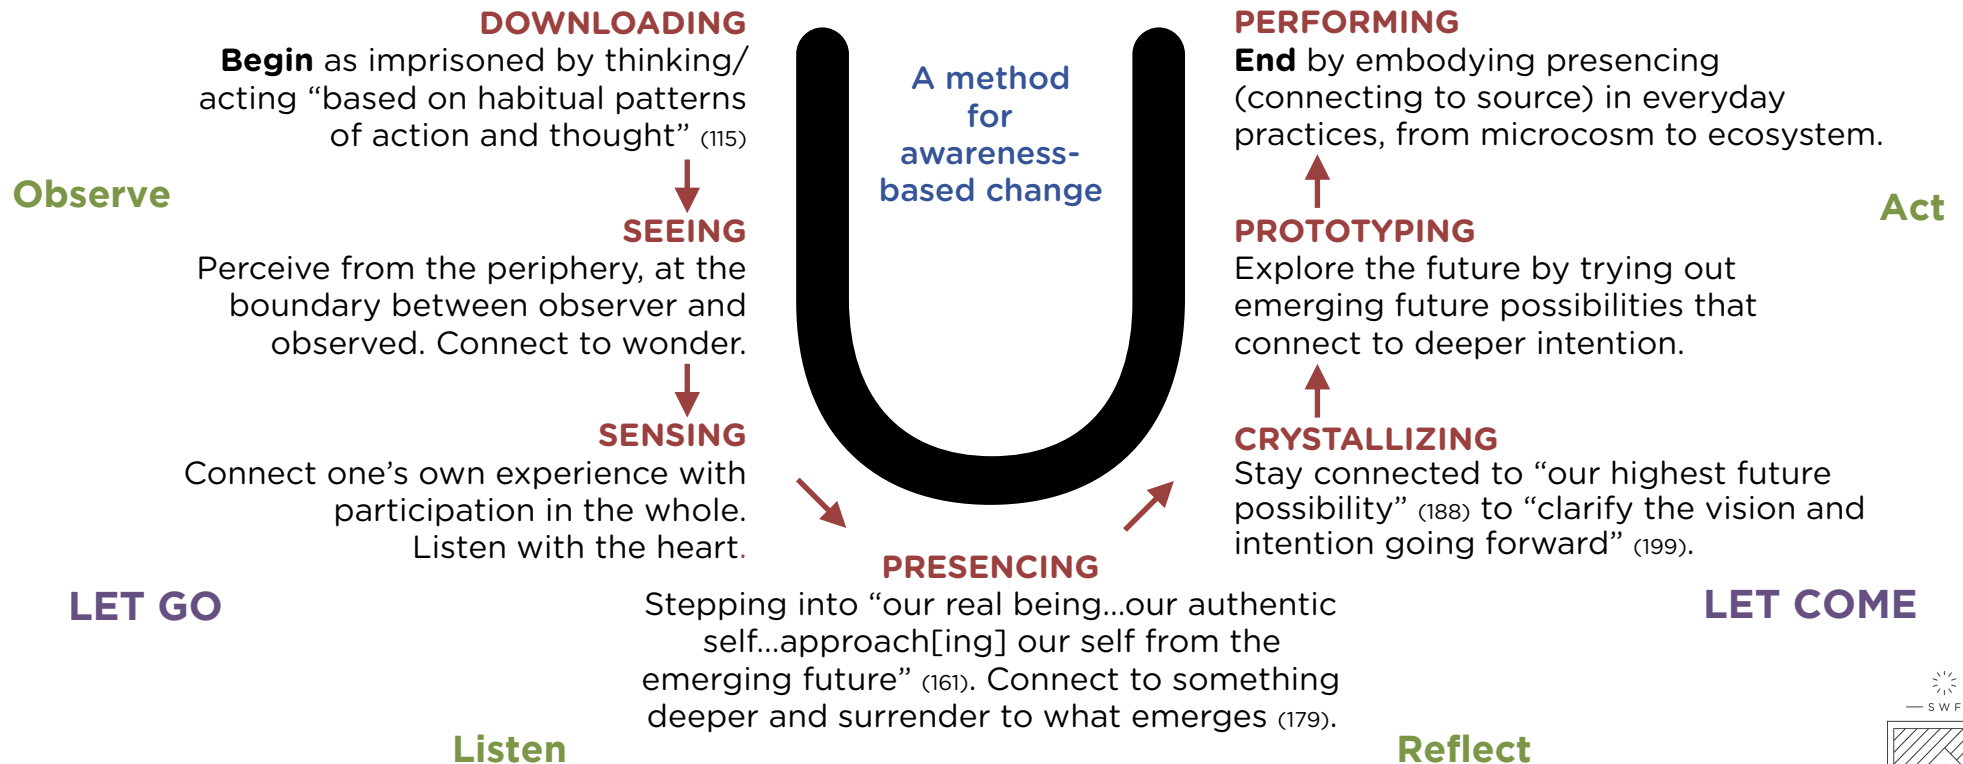 DOWNLOADING
Begin as imprisoned by thinking/
acting “based on habitual patterns
of action and thought” (115)
Observe
SEEING
Perceive from the periphery, at the
boundary between observer and
observed. Connect to wonder.
SENSING
Connect one’s own experience with
participation in the whole.
Listen with the heart.
LET GO
A method
for
awareness-
based change
PRESENCING
Stepping into “our real being...our authentic
self...approach[ing] our self from the
emerging future” (161). Connect to something
deeper and surrender to what emerges (179).
Listen
Reflect
PERFORMING
End by embodying presencing
(connecting to source) in everyday
practices, from microcosm to ecosystem.
Act
PROTOTYPING
Explore the future by trying out
emerging future possibilities that
connect to deeper intention.
CRYSTALLIZING
Stay connected to “our highest future
possibility” (188) to “clarify the vision and
intention going forward” (199).
LET COME
SWF